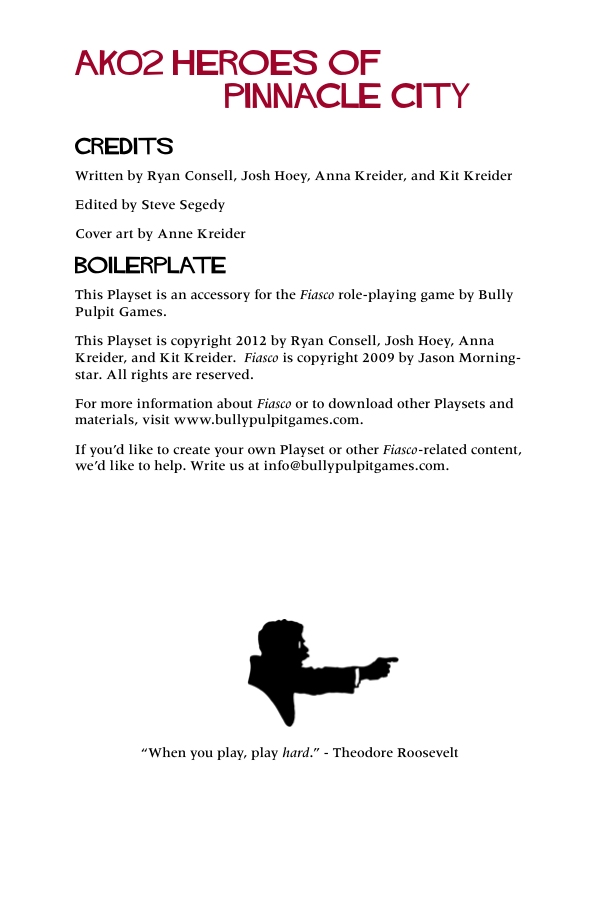 AK02 HEROES OF
PINNACLE CITY
CREDITS
Written by Ryan Consell, Josh Hoey, Anna Kreider, and Kit Kreider
Edited by Steve Segedy
Cover art by Anne Kreider
BOILERPLATE
This Playset is an accessory for the Fiasco role-playing game by Bully
Pulpit Games.
This Playset is copyright 2012 by Ryan Consell, Josh Hoey, Anna
Kreider, and Kit Kreider.  Fiasco is copyright 2009 by Jason Morning-
star. All rights are reserved.
For more information about Fiasco or to download other Playsets and
materials, visit www.bullypulpitgames.com.
If you’d like to create your own Playset or other Fiasco-related content,
we’d like to help. Write us at info@bullypulpitgames.com.
“When you play, play hard.” - Theodore Roosevelt